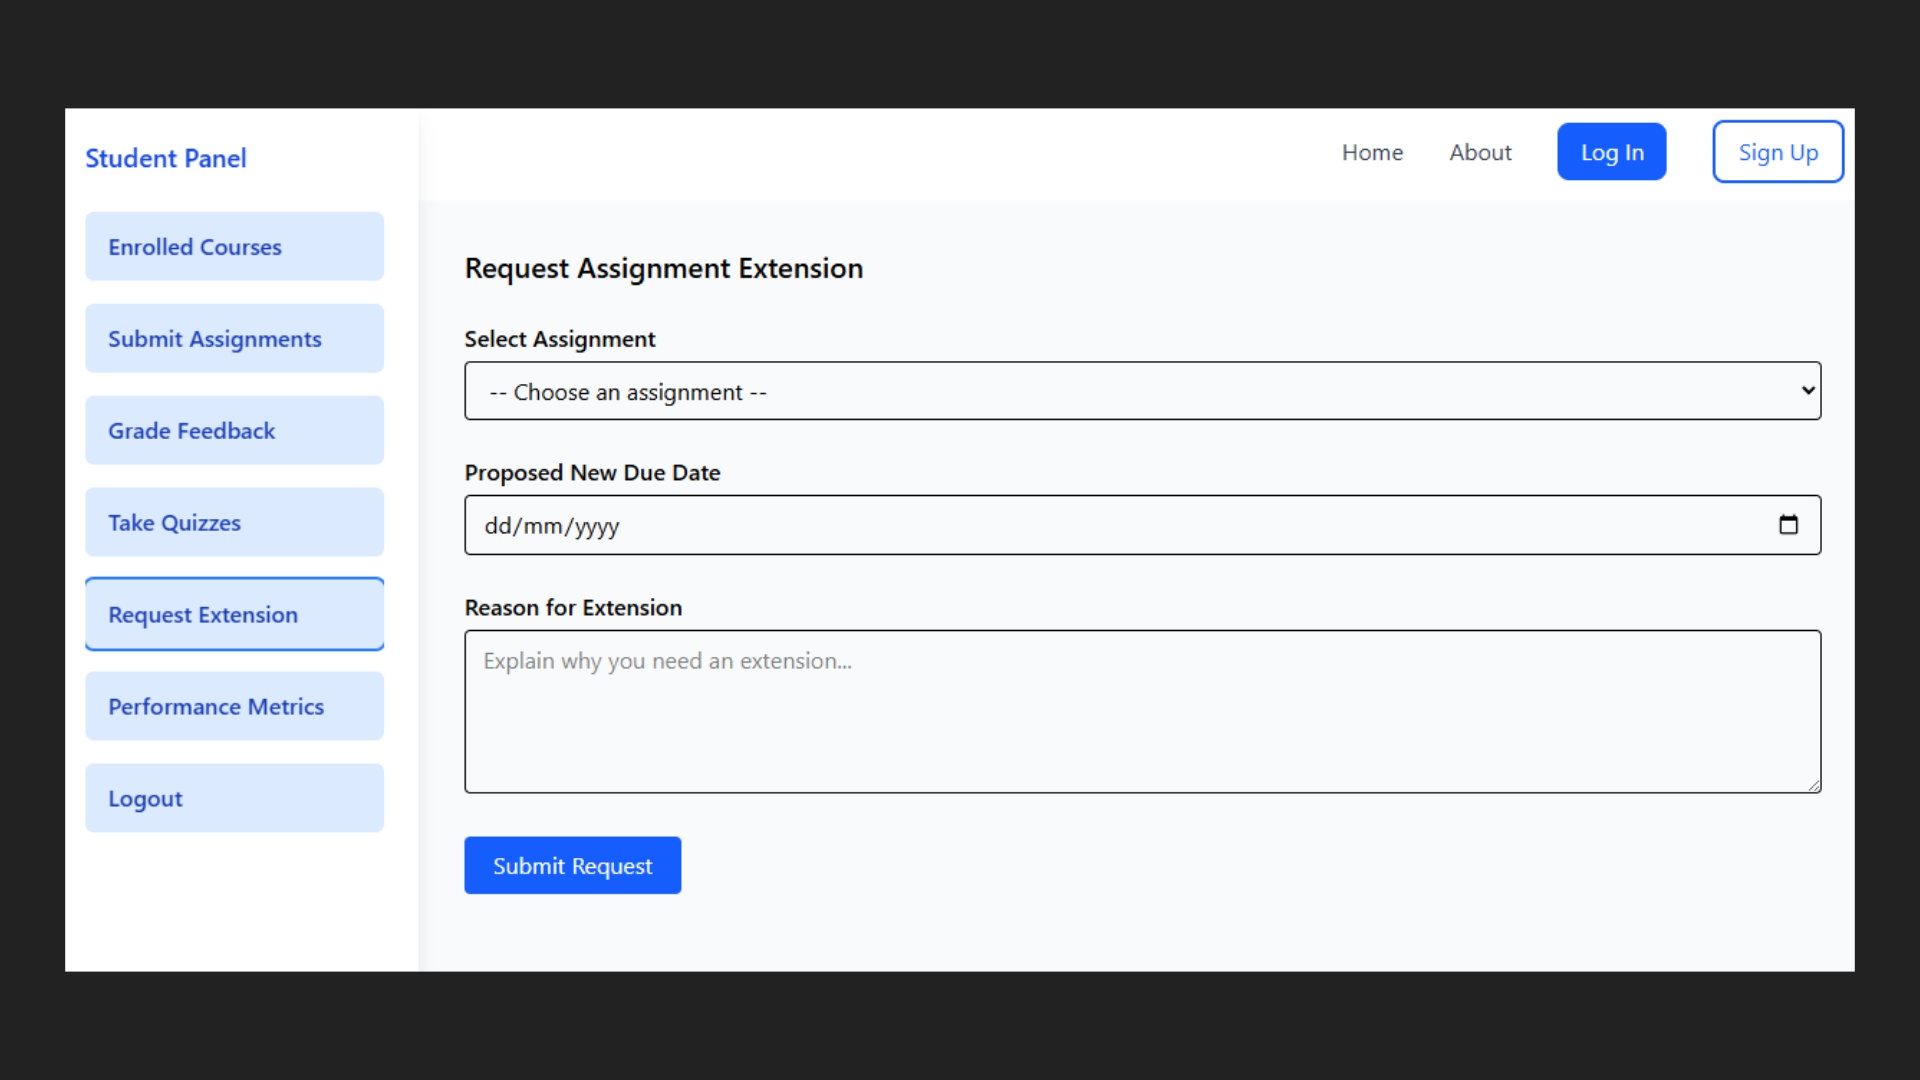 Student Panel
Enrolled Courses
Submit Assignments
Grade Feedback
Take Quizzes
Request Extension
Performance Metrics
Logout
Home
About
Log In
Sign Up
Request Assignment Extension
Select Assignment
-- Choose an assignment --
Proposed New Due Date
dd/mm/yyyy
Reason for Extension
Explain why you need an extension...
Submit Request